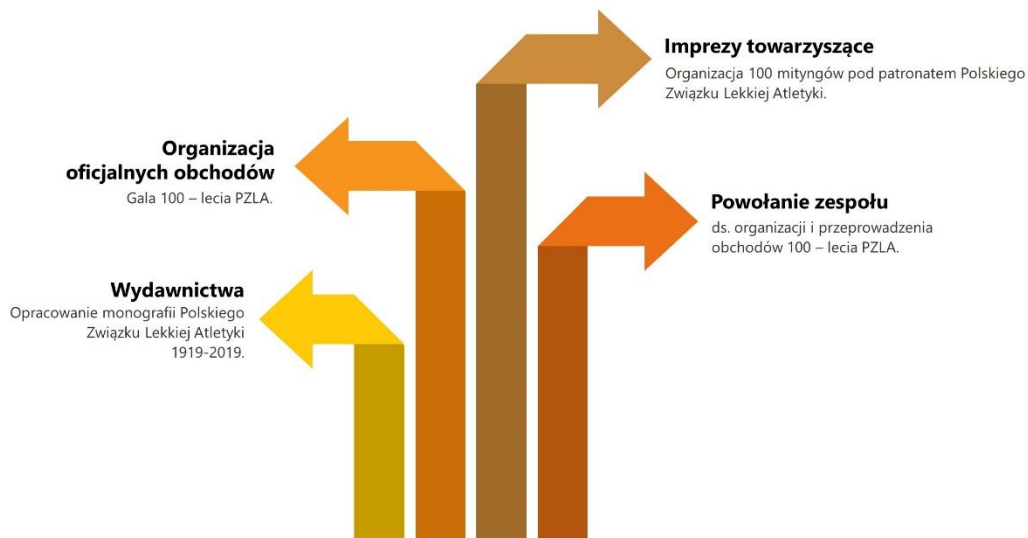 Imprezy towarzyszące
Organizacja 100 mityngów pod patronatem Polskiego
Związku Lekkiej Atletyki.
Organizacja
oficjalnych obchodów
Gala 100 – lecia PZLA.
Powołanie zespołu
ds. organizacji i przeprowadzenia
obchodów 100 – lecia PZLA.
Wydawnictwa
Opracowanie monografii Polskiego
Związku Lekkiej Atletyki
1919-2019.